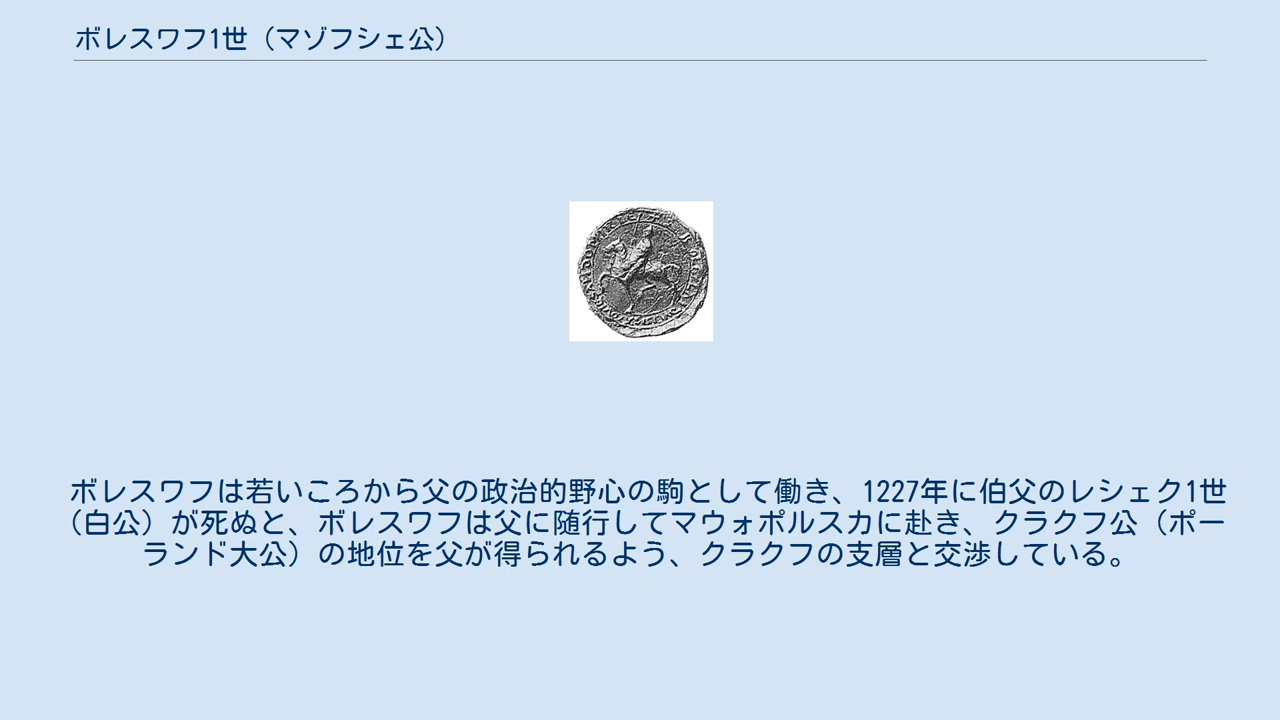 ボレスワフ1世（マゾフシェ公）
ボレスワフは若いころから父の政治的野心の駒として働き、1227年に伯父のレシェク1世
（白公）が死ぬと、ボレスワフは父に随行してマウォポルスカに赴き、クラクフ公（ポー
ランド大公）の地位を父が得られるよう、クラクフの支層と交渉している。